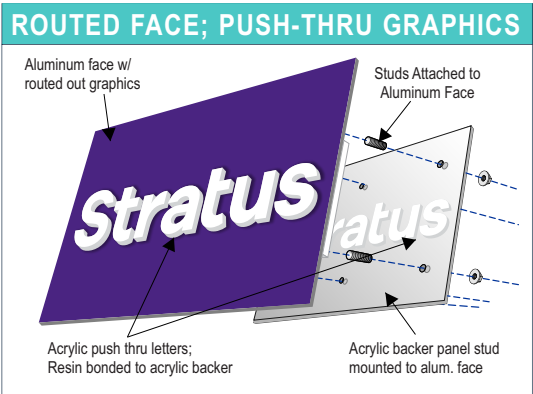 ROUTED FACE; PUSH-THRU GRAPHICS
Aluminum face w/
routed out graphics
Studs Attached to
Aluminum Face
Stratus
ratus
Acrylic push thru letters;
Resin bonded to acrylic backer
Acrylic backer panel stud
mounted to alum. face